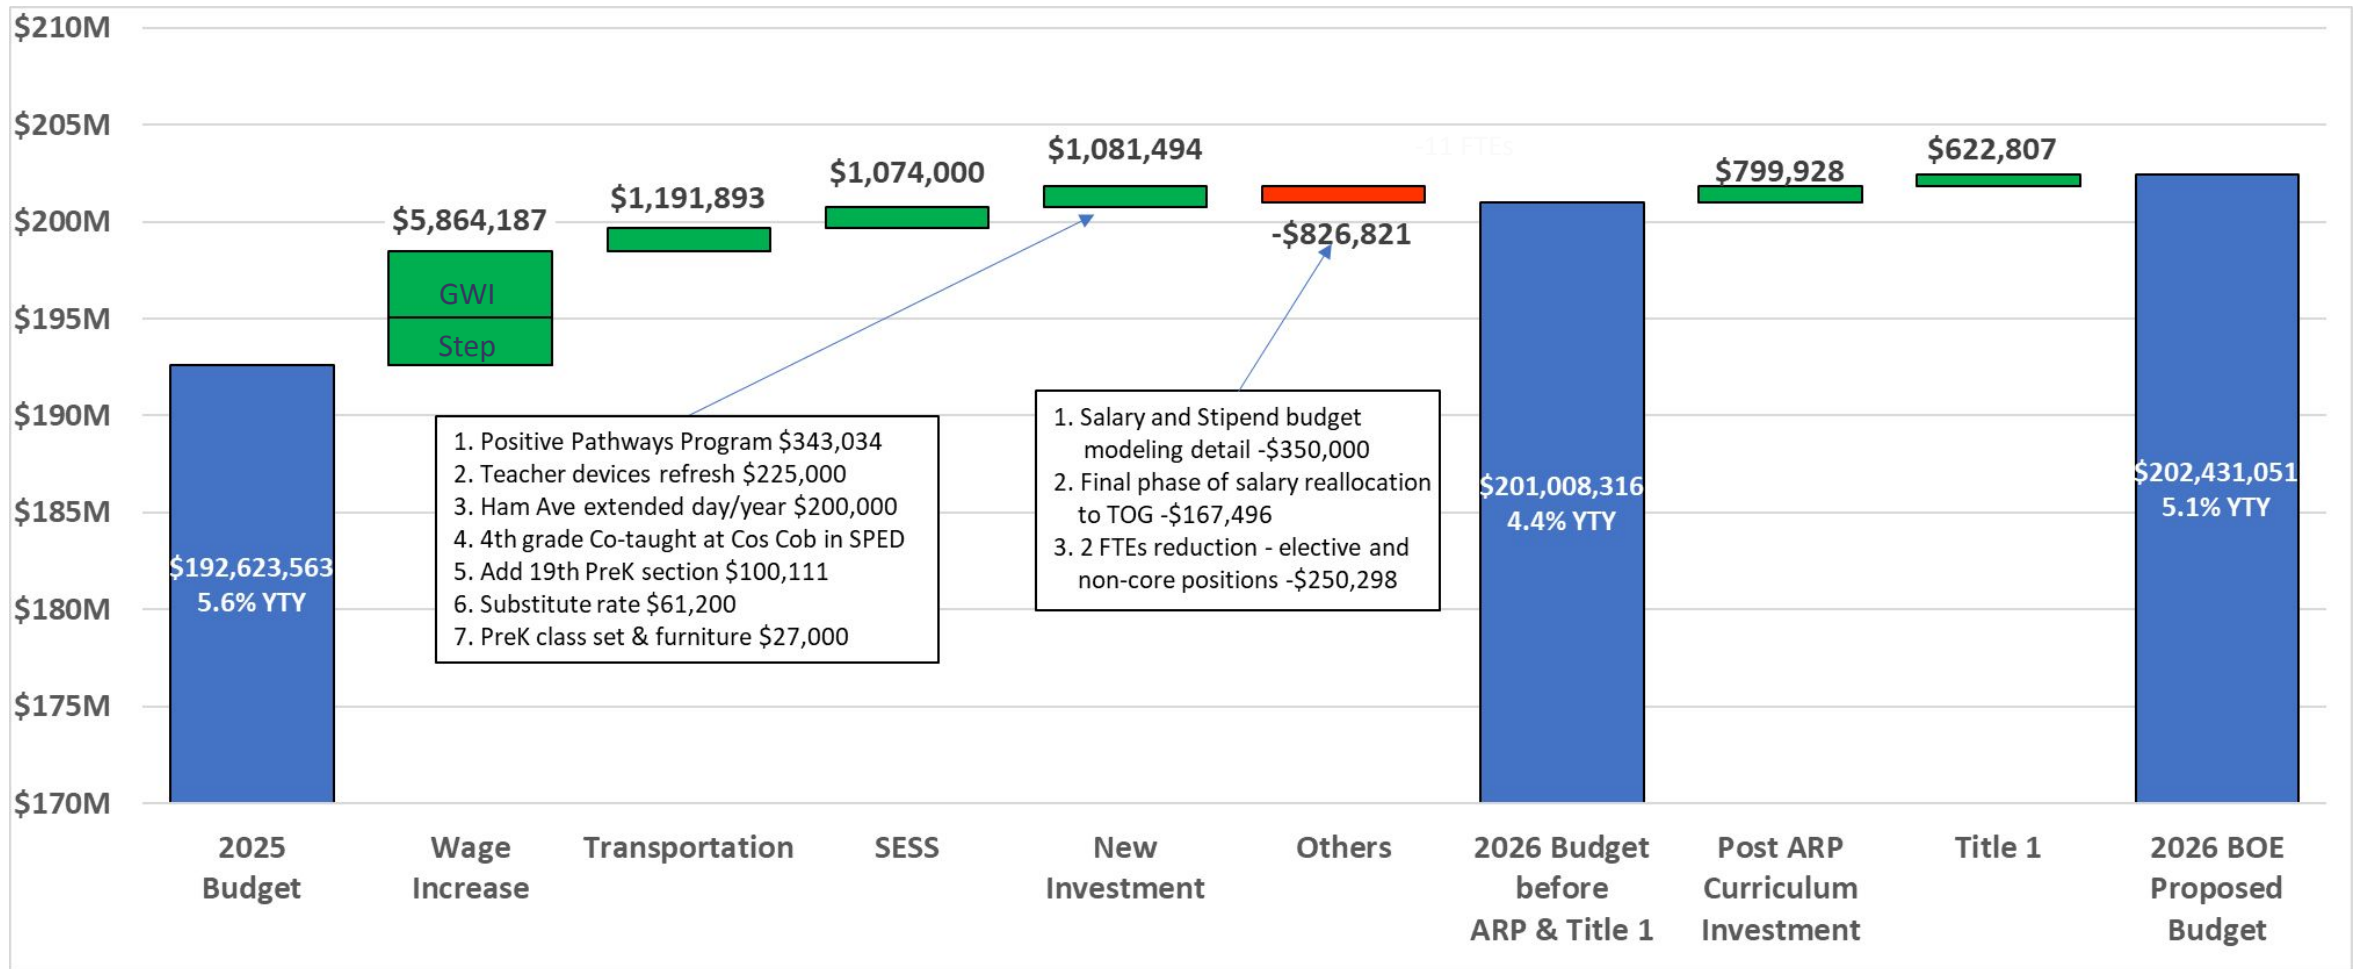 $210M
$205M
$200M
$195M
$190M
$185M
$180M
$175M
$170M
$192,623,563
5.6% YTY
$5,864,187
GWI
Step
$1,191,893
$1,074,000
$1,081,494
-11 FTEs
-$826,821
$201,008,316
4.4% YTY
$799,928
$622,807
$202,431,051
5.1% YTY
1. Positive Pathways Program $343,034
2. Teacher devices refresh $225,000
3. Ham Ave extended day/year $200,000
4. 4th grade Co-taught at Cos Cob in SPED
5. Add 19th PreK section $100,111
6. Substitute rate $61,200
7. PreK class set & furniture $27,000
1. Salary and Stipend budget
modeling detail -$350,000
2. Final phase of salary reallocation
to TOG -$167,496
3. 2 FTEs reduction - elective and
non-core positions -$250,298
2025
Budget
Wage
Increase
Transportation
SESS
New
Investment
Others
2026 Budget
before
ARP & Title 1
Post ARP
Curriculum
Investment
Title 1
2026 BOE
Proposed
Budget